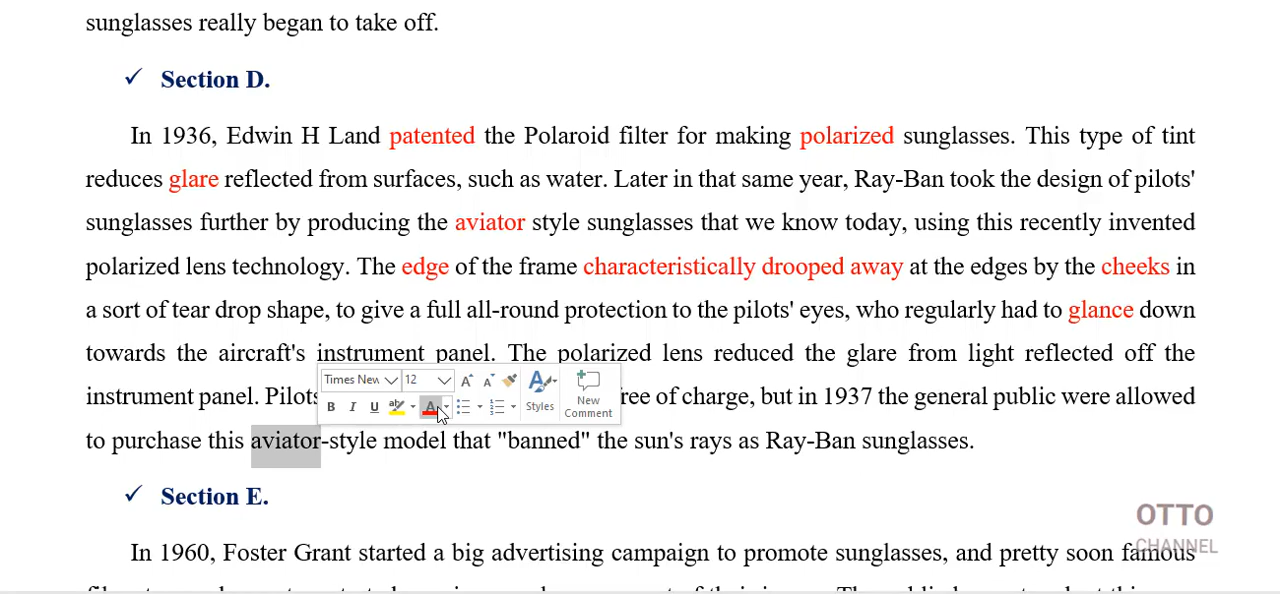 sunglasses really began to take off.
✓ Section D.
In 1936, Edwin H Land patented the Polaroid filter for making polarized sunglasses. This type of tint
reduces glare reflected from surfaces, such as water. Later in that same year, Ray-Ban took the design of pilots'
sunglasses further by producing the aviator style sunglasses that we know today, using this recently invented
polarized lens technology. The edge of the frame characteristically drooped away at the edges by the cheeks in
a sort of tear drop shape, to give a full all-round protection to the pilots' eyes, who regularly had to glance down
towards the aircraft's instrument panel. The polarized lens reduced the glare from light reflected off the
Times New 12
Styles
New
Comment
instrument panel. Pilots ree of charge, but in 1937 the general public were allowed
to purchase this aviator-style model that "banned" the sun's rays as Ray-Ban sunglasses.
✓ Section E.
OTTO
CHANNEL
In 1960, Foster Grant started a big advertising campaign to promote sunglasses, and pretty soon famous